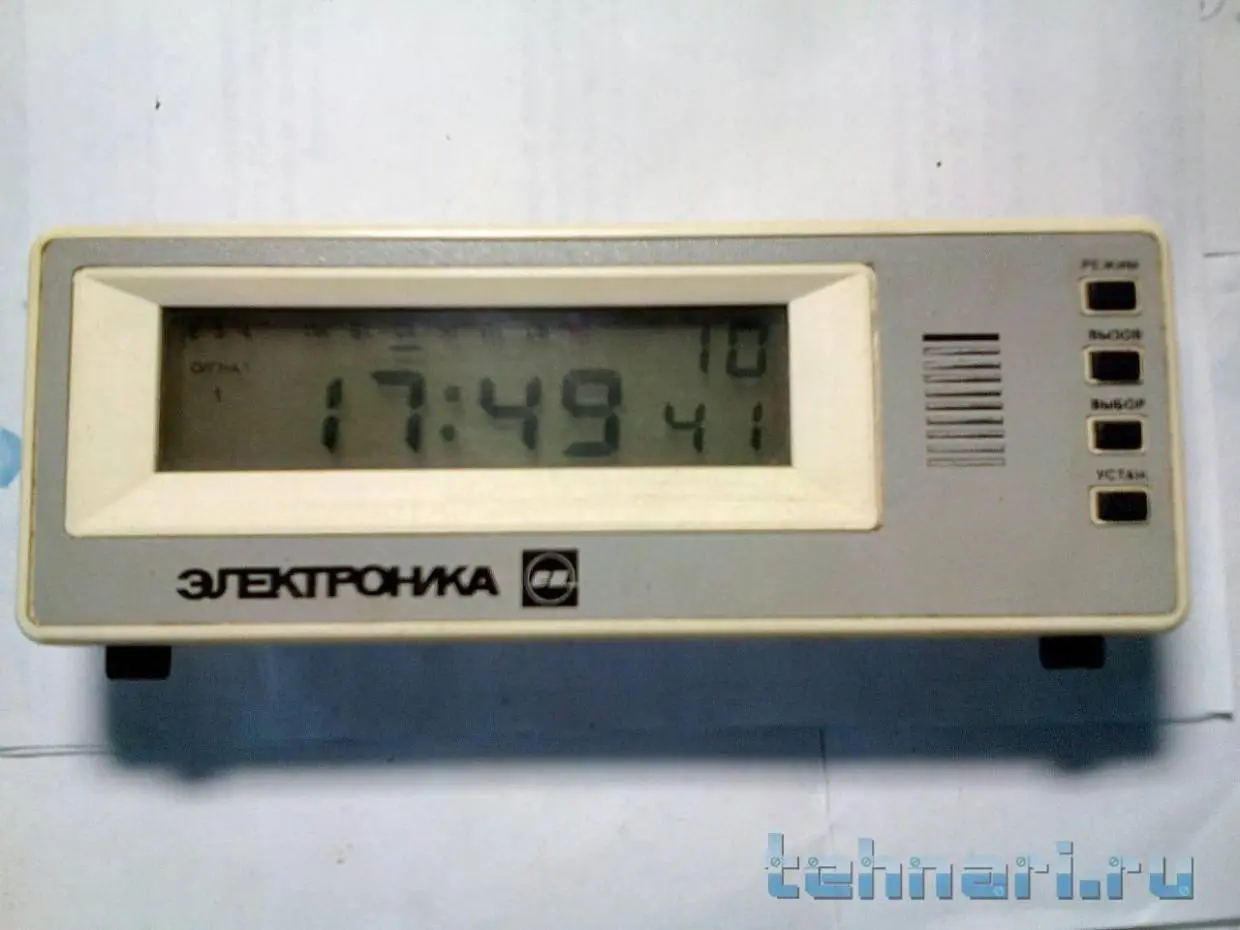 РЕЖИМ
10
ВЫЗОВ
СИГНАЛ
1
17:49 41
ВЫБОР
УСТАН
ЭЛЕКТРОНИКА
tehnari.ru